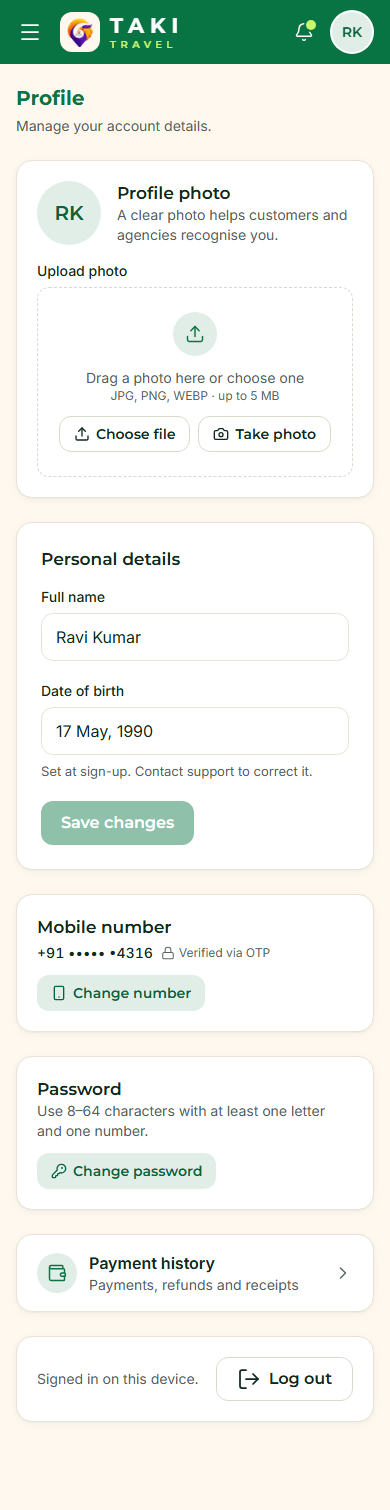 TAKI
TRAVEL
RK
Profile
Manage your account details.
RK
Profile photo
A clear photo helps customers and
agencies recognise you.
Upload photo
Drag a photo here or choose one
JPG, PNG, WEBP · up to 5 MB
Choose file
Take photo
Personal details
Full name
Ravi Kumar
Date of birth
17 May, 1990
Set at sign-up. Contact support to correct it.
Save changes
Mobile number
+91 ••••• •4316 Verified via OTP
Change number
Password
Use 8–64 characters with at least one letter
and one number.
Change password
Payment history
Payments, refunds and receipts
Signed in on this device.
Log out